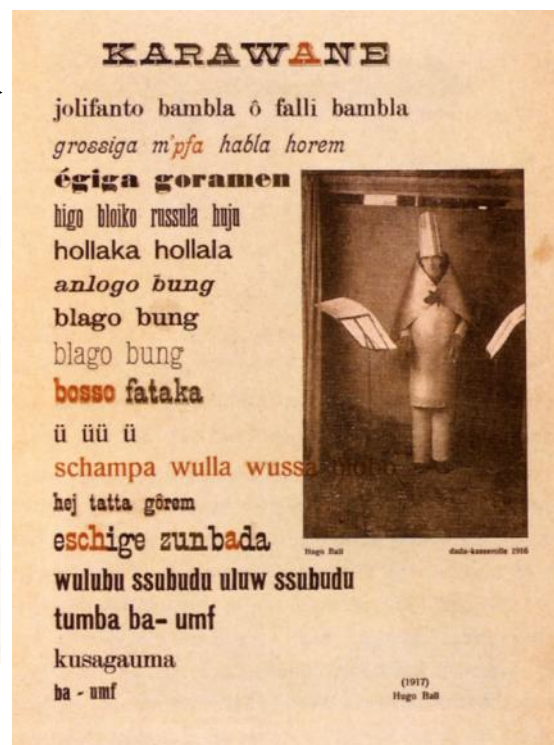 KARAWANE
jolifanto bambla ô falli bambla
grossiga m'pfa habla horem
égiga goramen
higo bloiko russula huju
hollaka hollala
anlogo bung
blago bung
blago bung
bosso fataka
ü üü ü
schampa wulla wussa olobo
hej tatta gôrem
eschige zunbada
wulubu ssubudu uluw ssubudu
tumba ba- umf
kusagauma
ba - umf
Hugo Ball
dada-kasserolle 1916
(1917)
Hugo Ball